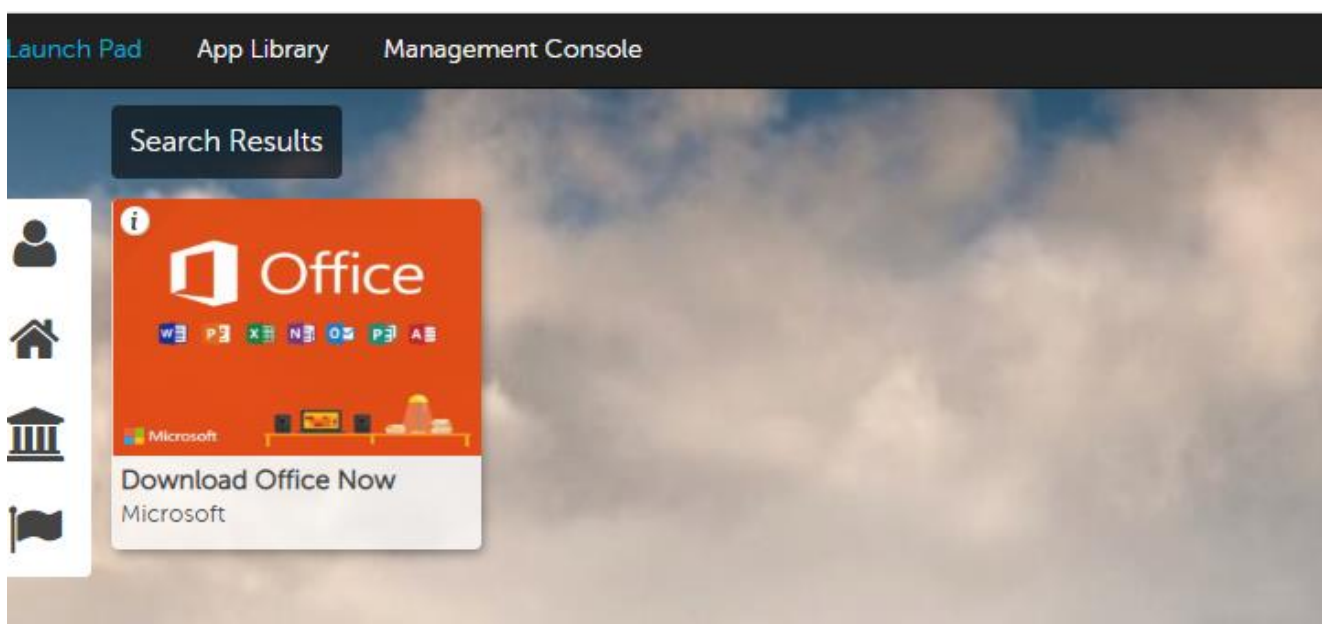 Launch Pad App Library Management Console
Search Results
i
Office
W P X N O P A
Microsoft
Download Office Now
Microsoft